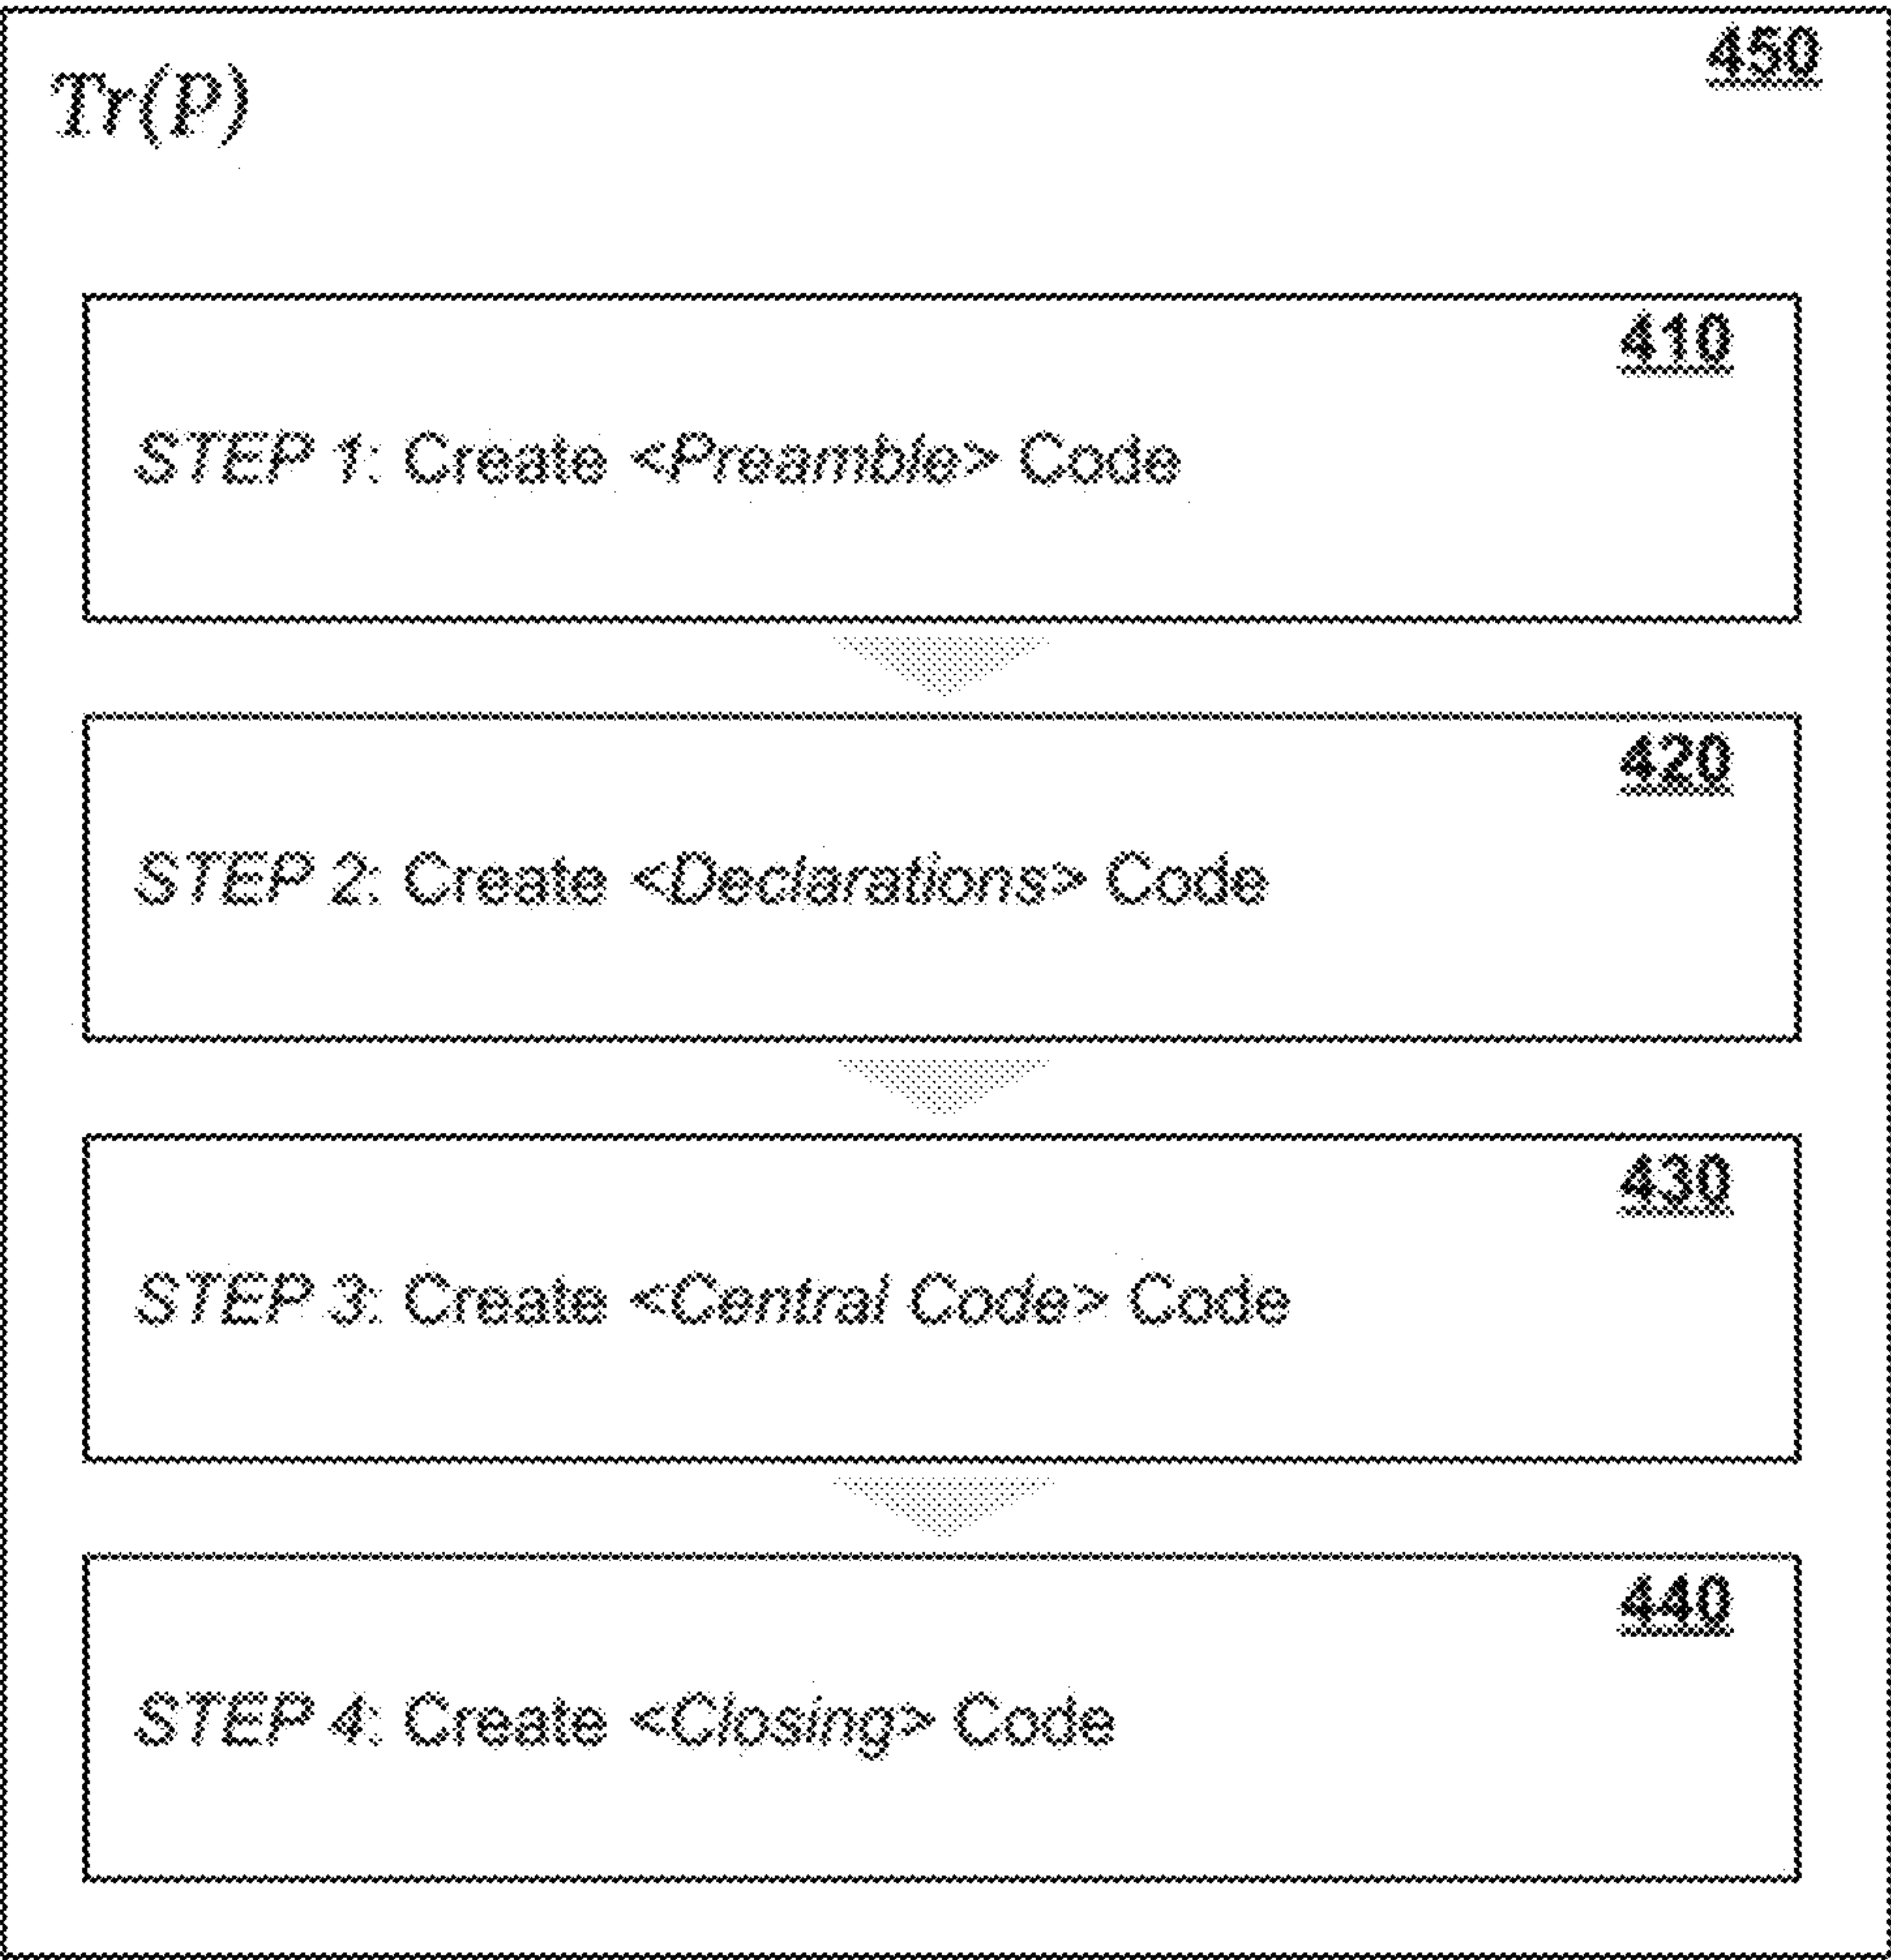 450
Tr(P)
410
STEP 1: Create <Preamble> Code
420
STEP 2: Create <Declarations> Code
430
STEP 3: Create <Central Code> Code
440
STEP 4: Create <Closing> Code